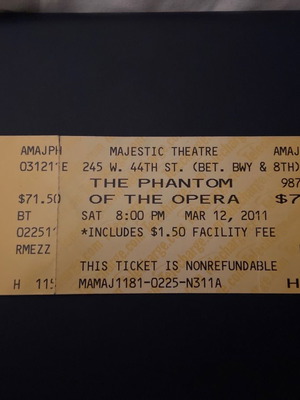 AMAJPH MAJESTIC THEATRE AMAJ
031211E 245 W. 44TH ST. (BET. BWY & 8TH)
THE PHANTOM 987
$71.50 OF THE OPERA $7
BT SAT 8:00 PM MAR 12, 2011
022511 *INCLUDES $1.50 FACILITY FEE
RMEZZ
THIS TICKET IS NONREFUNDABLE
H 115 MAMAJ1181-0225-N311A H